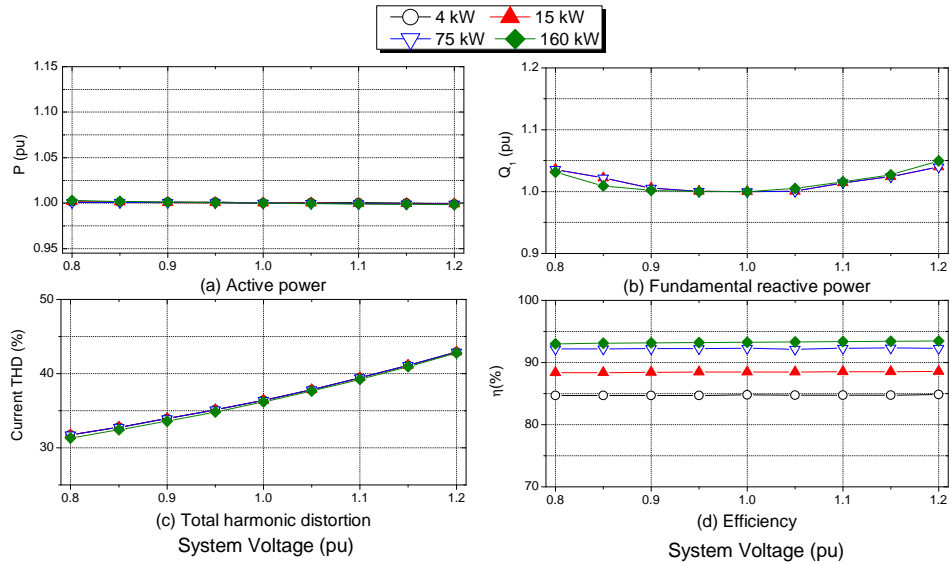 4 kW
15 kW
75 kW
160 kW
1.15
1.10
1.05
1.00
0.95
P (pu)
0.8
0.9
1.0
1.1
1.2
(a) Active power
1.2
1.1
1.0
0.9
Q1 (pu)
0.8
0.9
1.0
1.1
1.2
(b) Fundamental reactive power
50
40
30
Current THD (%)
0.8
0.9
1.0
1.1
1.2
(c) Total harmonic distortion
System Voltage (pu)
100
90
80
70
η(%)
0.8
0.9
1.0
1.1
1.2
(d) Efficiency
System Voltage (pu)